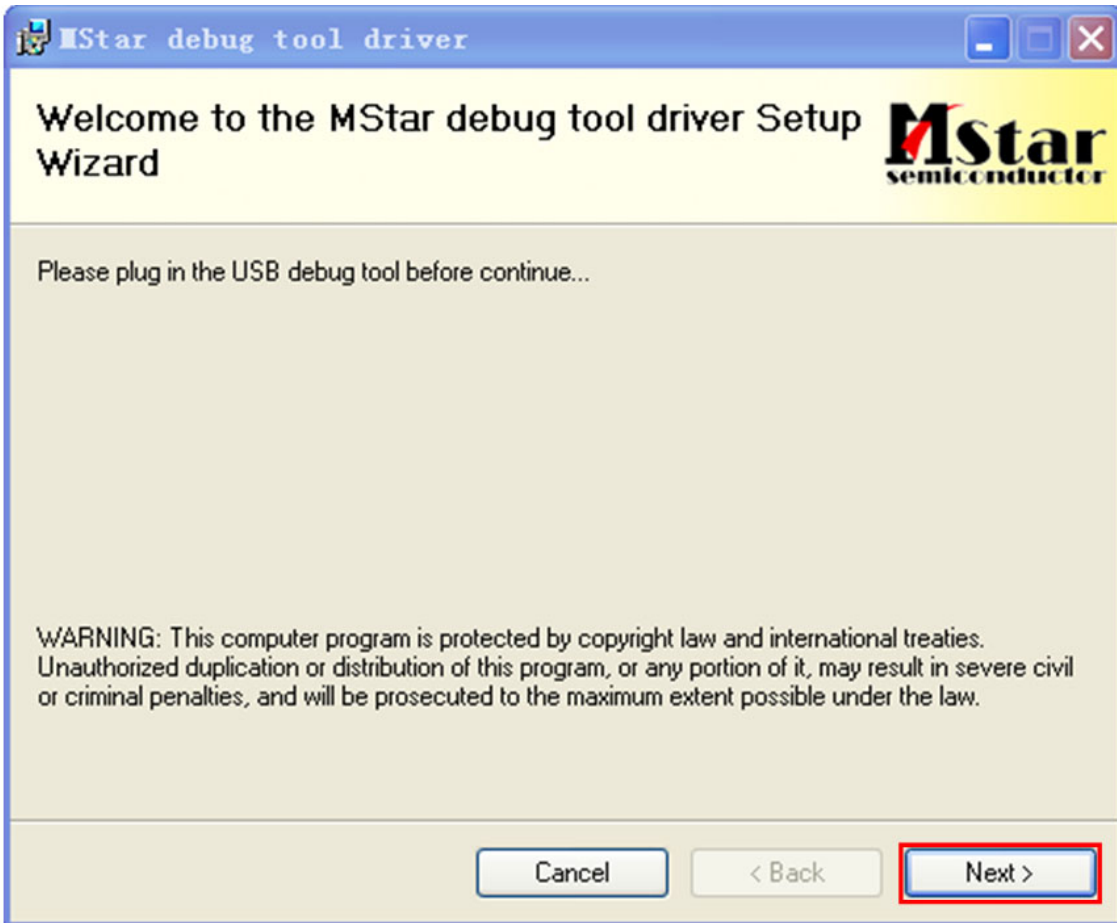 MStar debug tool driver
Welcome to the MStar debug tool driver Setup
Wizard
MStar
semiconductor
Please plug in the USB debug tool before continue...
WARNING: This computer program is protected by copyright law and international treaties.
Unauthorized duplication or distribution of this program, or any portion of it, may result in severe civil
or criminal penalties, and will be prosecuted to the maximum extent possible under the law.
Cancel
< Back
Next >